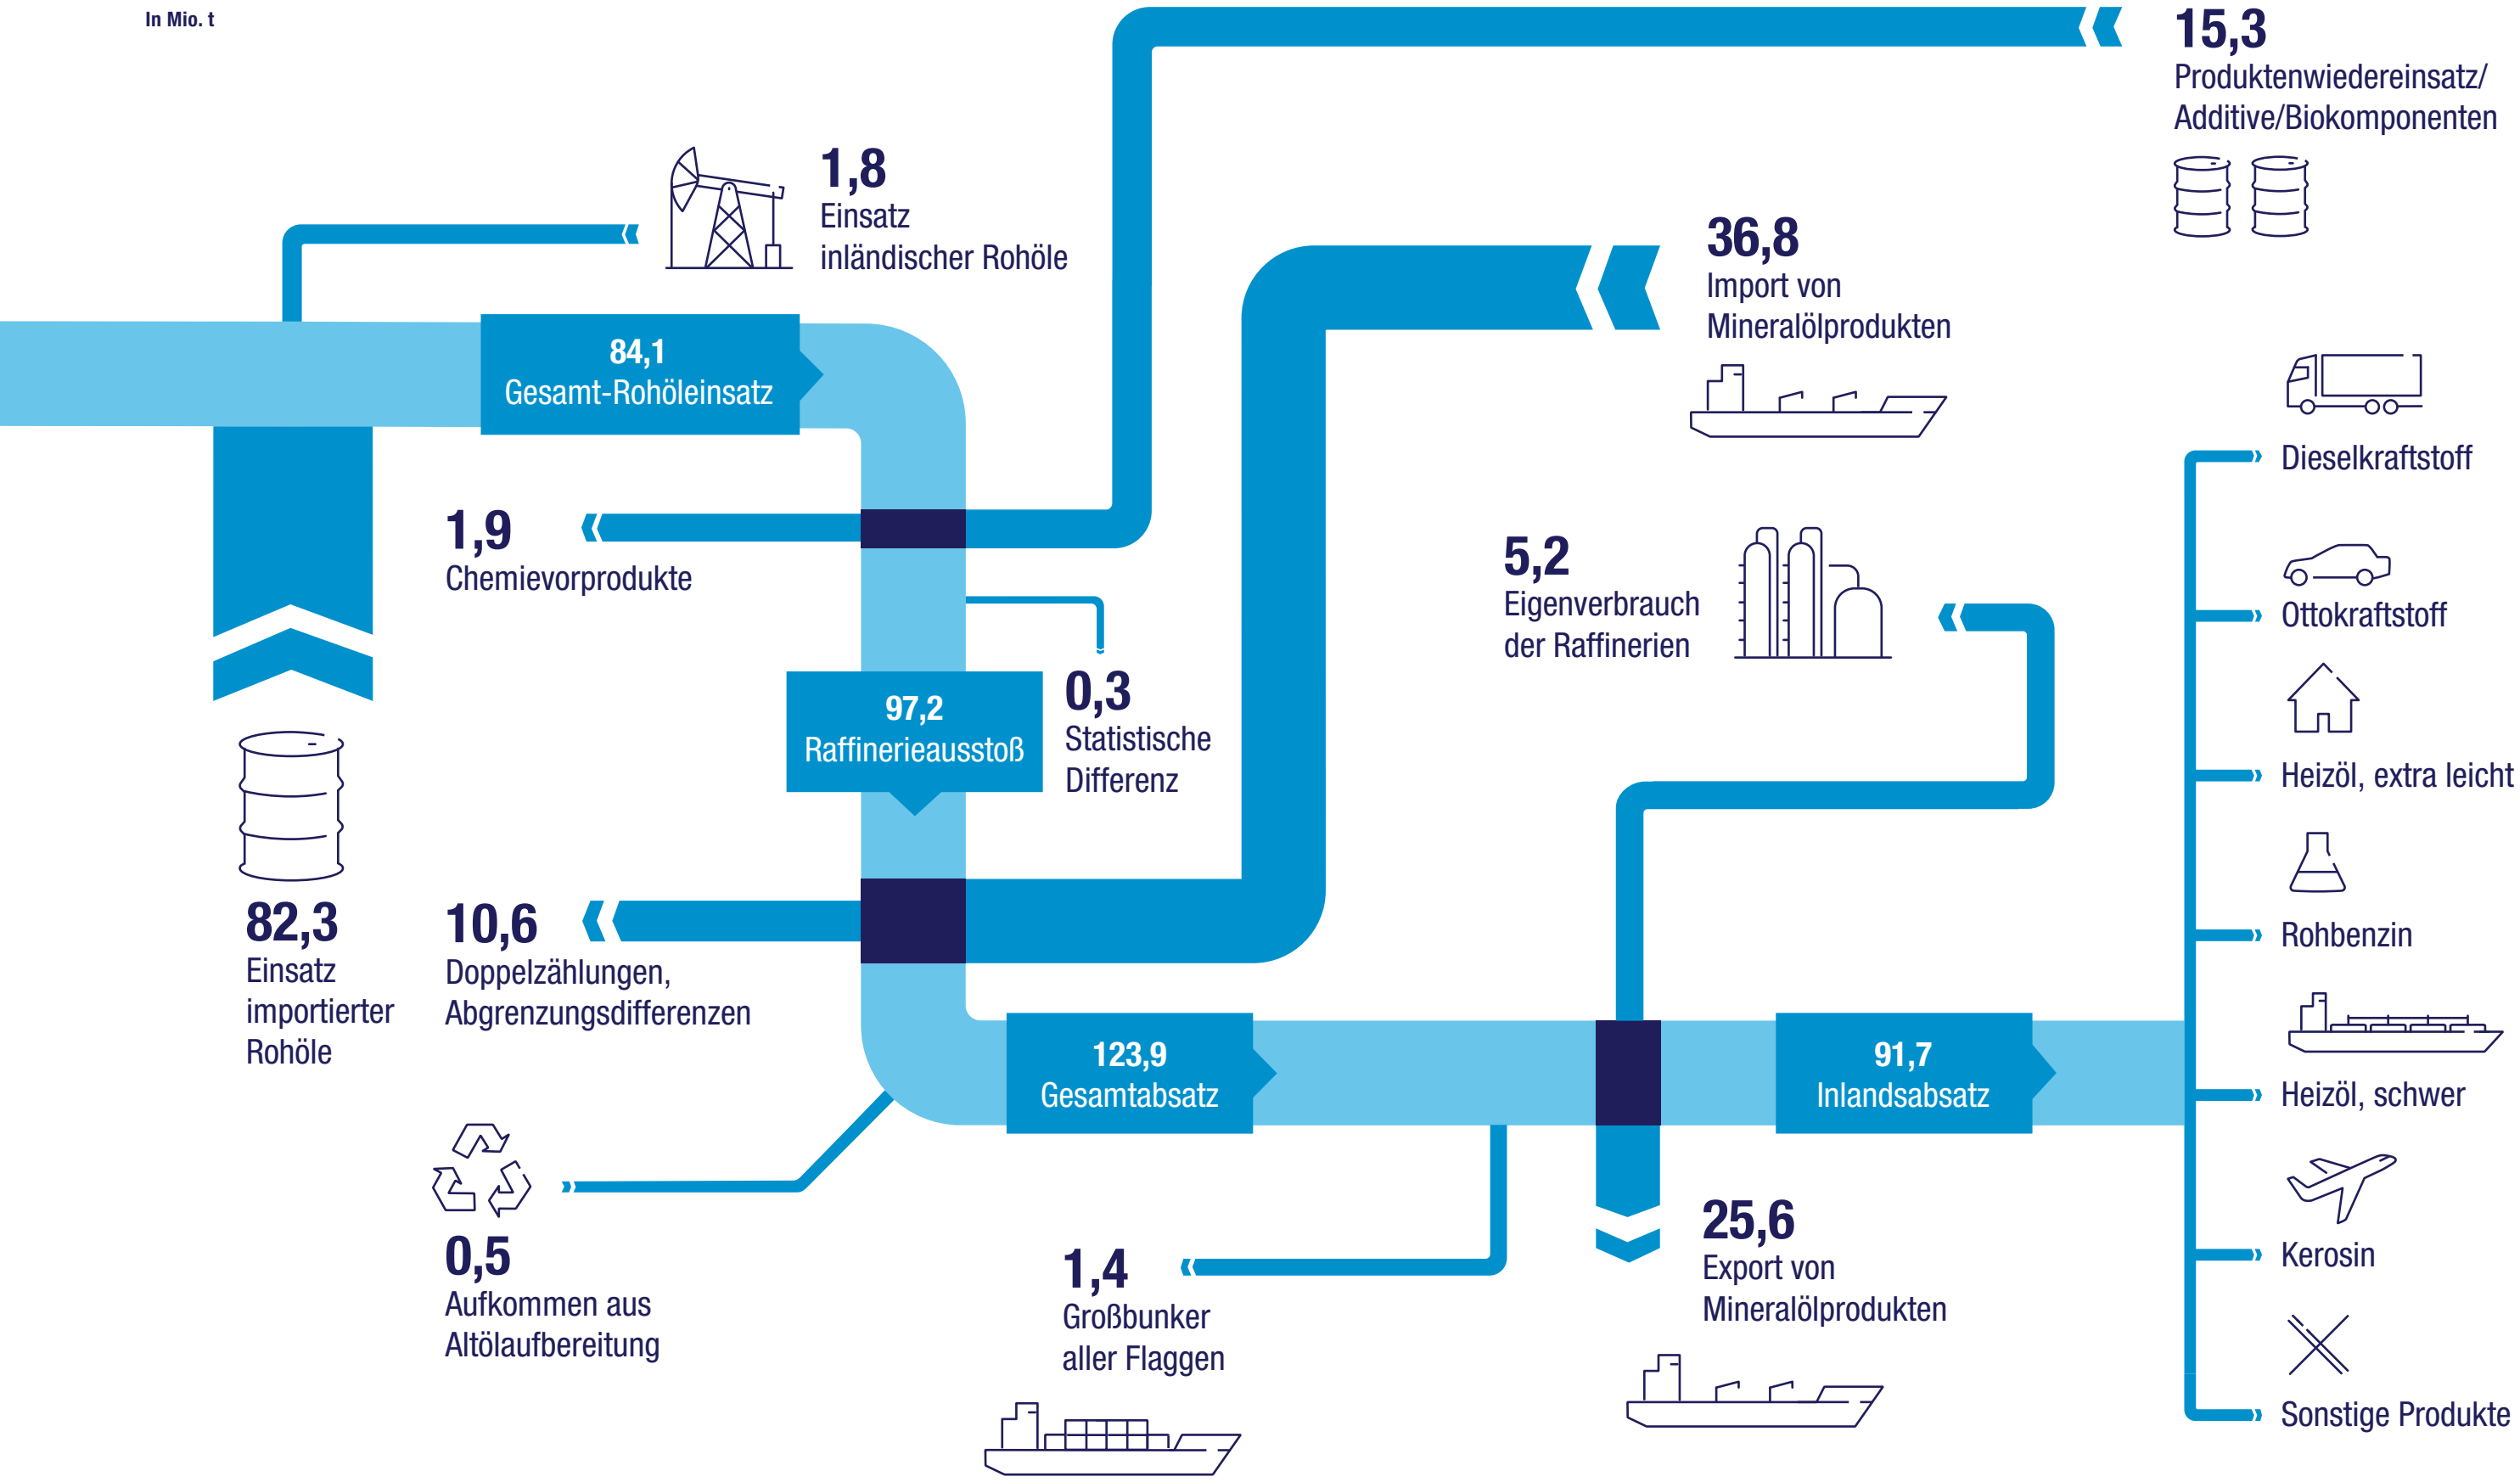 In Mio. t
15,3
Produktenwiedereinsatz/
Additive/Biokomponenten
1,8
Einsatz
inländischer Rohöle
36,8
Import von
Mineralölprodukten
84,1
Gesamt-Rohöleinsatz
1,9
Chemievorprodukte
5,2
Eigenverbrauch
der Raffinerien
97,2
Raffinerieausstoß
0,3
Statistische
Differenz
82,3
Einsatz
importierter
Rohöle
10,6
Doppelzählungen,
Abgrenzungsdifferenzen
123,9
Gesamtabsatz
91,7
Inlandsabsatz
0,5
Aufkommen aus
Altölaufbereitung
1,4
Großbunker
aller Flaggen
25,6
Export von
Mineralölprodukten
Dieselkraftstoff
Ottokraftstoff
Heizöl, extra leicht
Rohbenzin
Heizöl, schwer
Kerosin
Sonstige Produkte